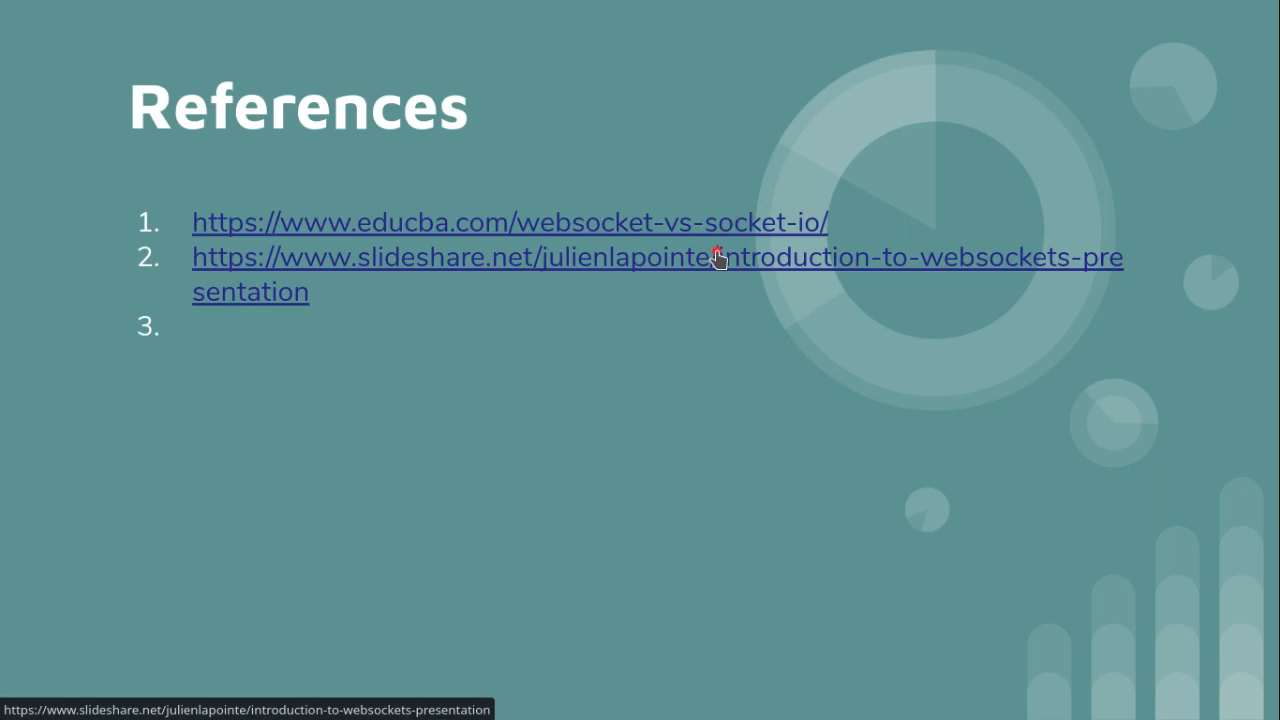 References
1. https://www.educba.com/websocket-vs-socket-io/
2. https://www.slideshare.net/julienlapointe/introduction-to-websockets-pre
sentation
3.
https://www.slideshare.net/julienlapointe/introduction-to-websockets-presentation